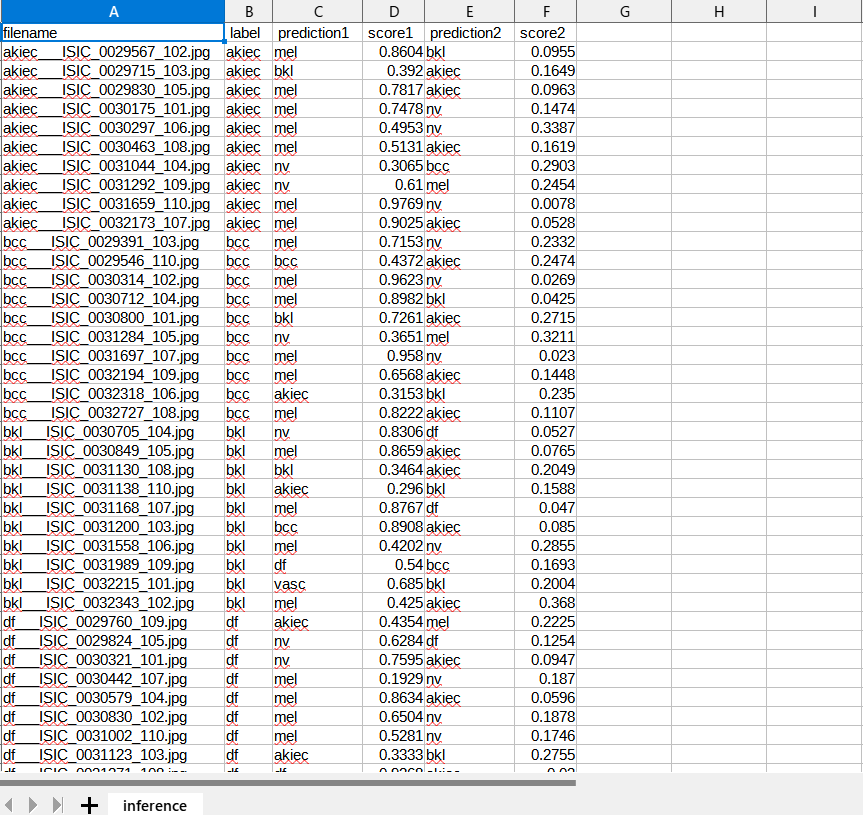 A B C D E F G H I
filename label prediction1 score1 prediction2 score2
akiec___ISIC_0029567_102.jpg akiec mel 0.8604 bkl 0.0955
akiec___ISIC_0029715_103.jpg akiec bkl 0.392 akiec 0.1649
akiec___ISIC_0029830_105.jpg akiec mel 0.7817 akiec 0.0963
akiec___ISIC_0030175_101.jpg akiec mel 0.7478 nv 0.1474
akiec___ISIC_0030297_106.jpg akiec mel 0.4953 nv 0.3387
akiec___ISIC_0030463_108.jpg akiec mel 0.5131 akiec 0.1619
akiec___ISIC_0031044_104.jpg akiec nv 0.3065 bcc 0.2903
akiec___ISIC_0031292_109.jpg akiec nv 0.61 mel 0.2454
akiec___ISIC_0031659_110.jpg akiec mel 0.9769 nv 0.0078
akiec___ISIC_0032173_107.jpg akiec mel 0.9025 akiec 0.0528
bcc___ISIC_0029391_103.jpg bcc mel 0.7153 nv 0.2332
bcc___ISIC_0029546_110.jpg bcc bcc 0.4372 akiec 0.2474
bcc___ISIC_0030314_102.jpg bcc mel 0.9623 nv 0.0269
bcc___ISIC_0030712_104.jpg bcc mel 0.8982 bkl 0.0425
bcc___ISIC_0030800_101.jpg bcc bkl 0.7261 akiec 0.2715
bcc___ISIC_0031284_105.jpg bcc nv 0.3651 mel 0.3211
bcc___ISIC_0031697_107.jpg bcc mel 0.958 nv 0.023
bcc___ISIC_0032194_109.jpg bcc mel 0.6568 akiec 0.1448
bcc___ISIC_0032318_106.jpg bcc akiec 0.3153 bkl 0.235
bcc___ISIC_0032727_108.jpg bcc mel 0.8222 akiec 0.1107
bkl___ISIC_0030705_104.jpg bkl nv 0.8306 df 0.0527
bkl___ISIC_0030849_105.jpg bkl mel 0.8659 akiec 0.0765
bkl___ISIC_0031130_108.jpg bkl bkl 0.3464 akiec 0.2049
bkl___ISIC_0031138_110.jpg bkl akiec 0.296 bkl 0.1588
bkl___ISIC_0031168_107.jpg bkl mel 0.8767 df 0.047
bkl___ISIC_0031200_103.jpg bkl bcc 0.8908 akiec 0.085
bkl___ISIC_0031558_106.jpg bkl mel 0.4202 nv 0.2855
bkl___ISIC_0031989_109.jpg bkl df 0.54 bcc 0.1693
bkl___ISIC_0032215_101.jpg bkl vasc 0.685 bkl 0.2004
bkl___ISIC_0032343_102.jpg bkl mel 0.425 akiec 0.368
df___ISIC_0029760_109.jpg df akiec 0.4354 mel 0.2225
df___ISIC_0029824_105.jpg df nv 0.6284 df 0.1254
df___ISIC_0030321_101.jpg df nv 0.7595 akiec 0.0947
df___ISIC_0030442_107.jpg df mel 0.1929 nv 0.187
df___ISIC_0030579_104.jpg df mel 0.8634 akiec 0.0596
df___ISIC_0030830_102.jpg df mel 0.6504 nv 0.1878
df___ISIC_0031002_110.jpg df mel 0.5281 nv 0.1746
df___ISIC_0031123_103.jpg df akiec 0.3333 bkl 0.2755
inference